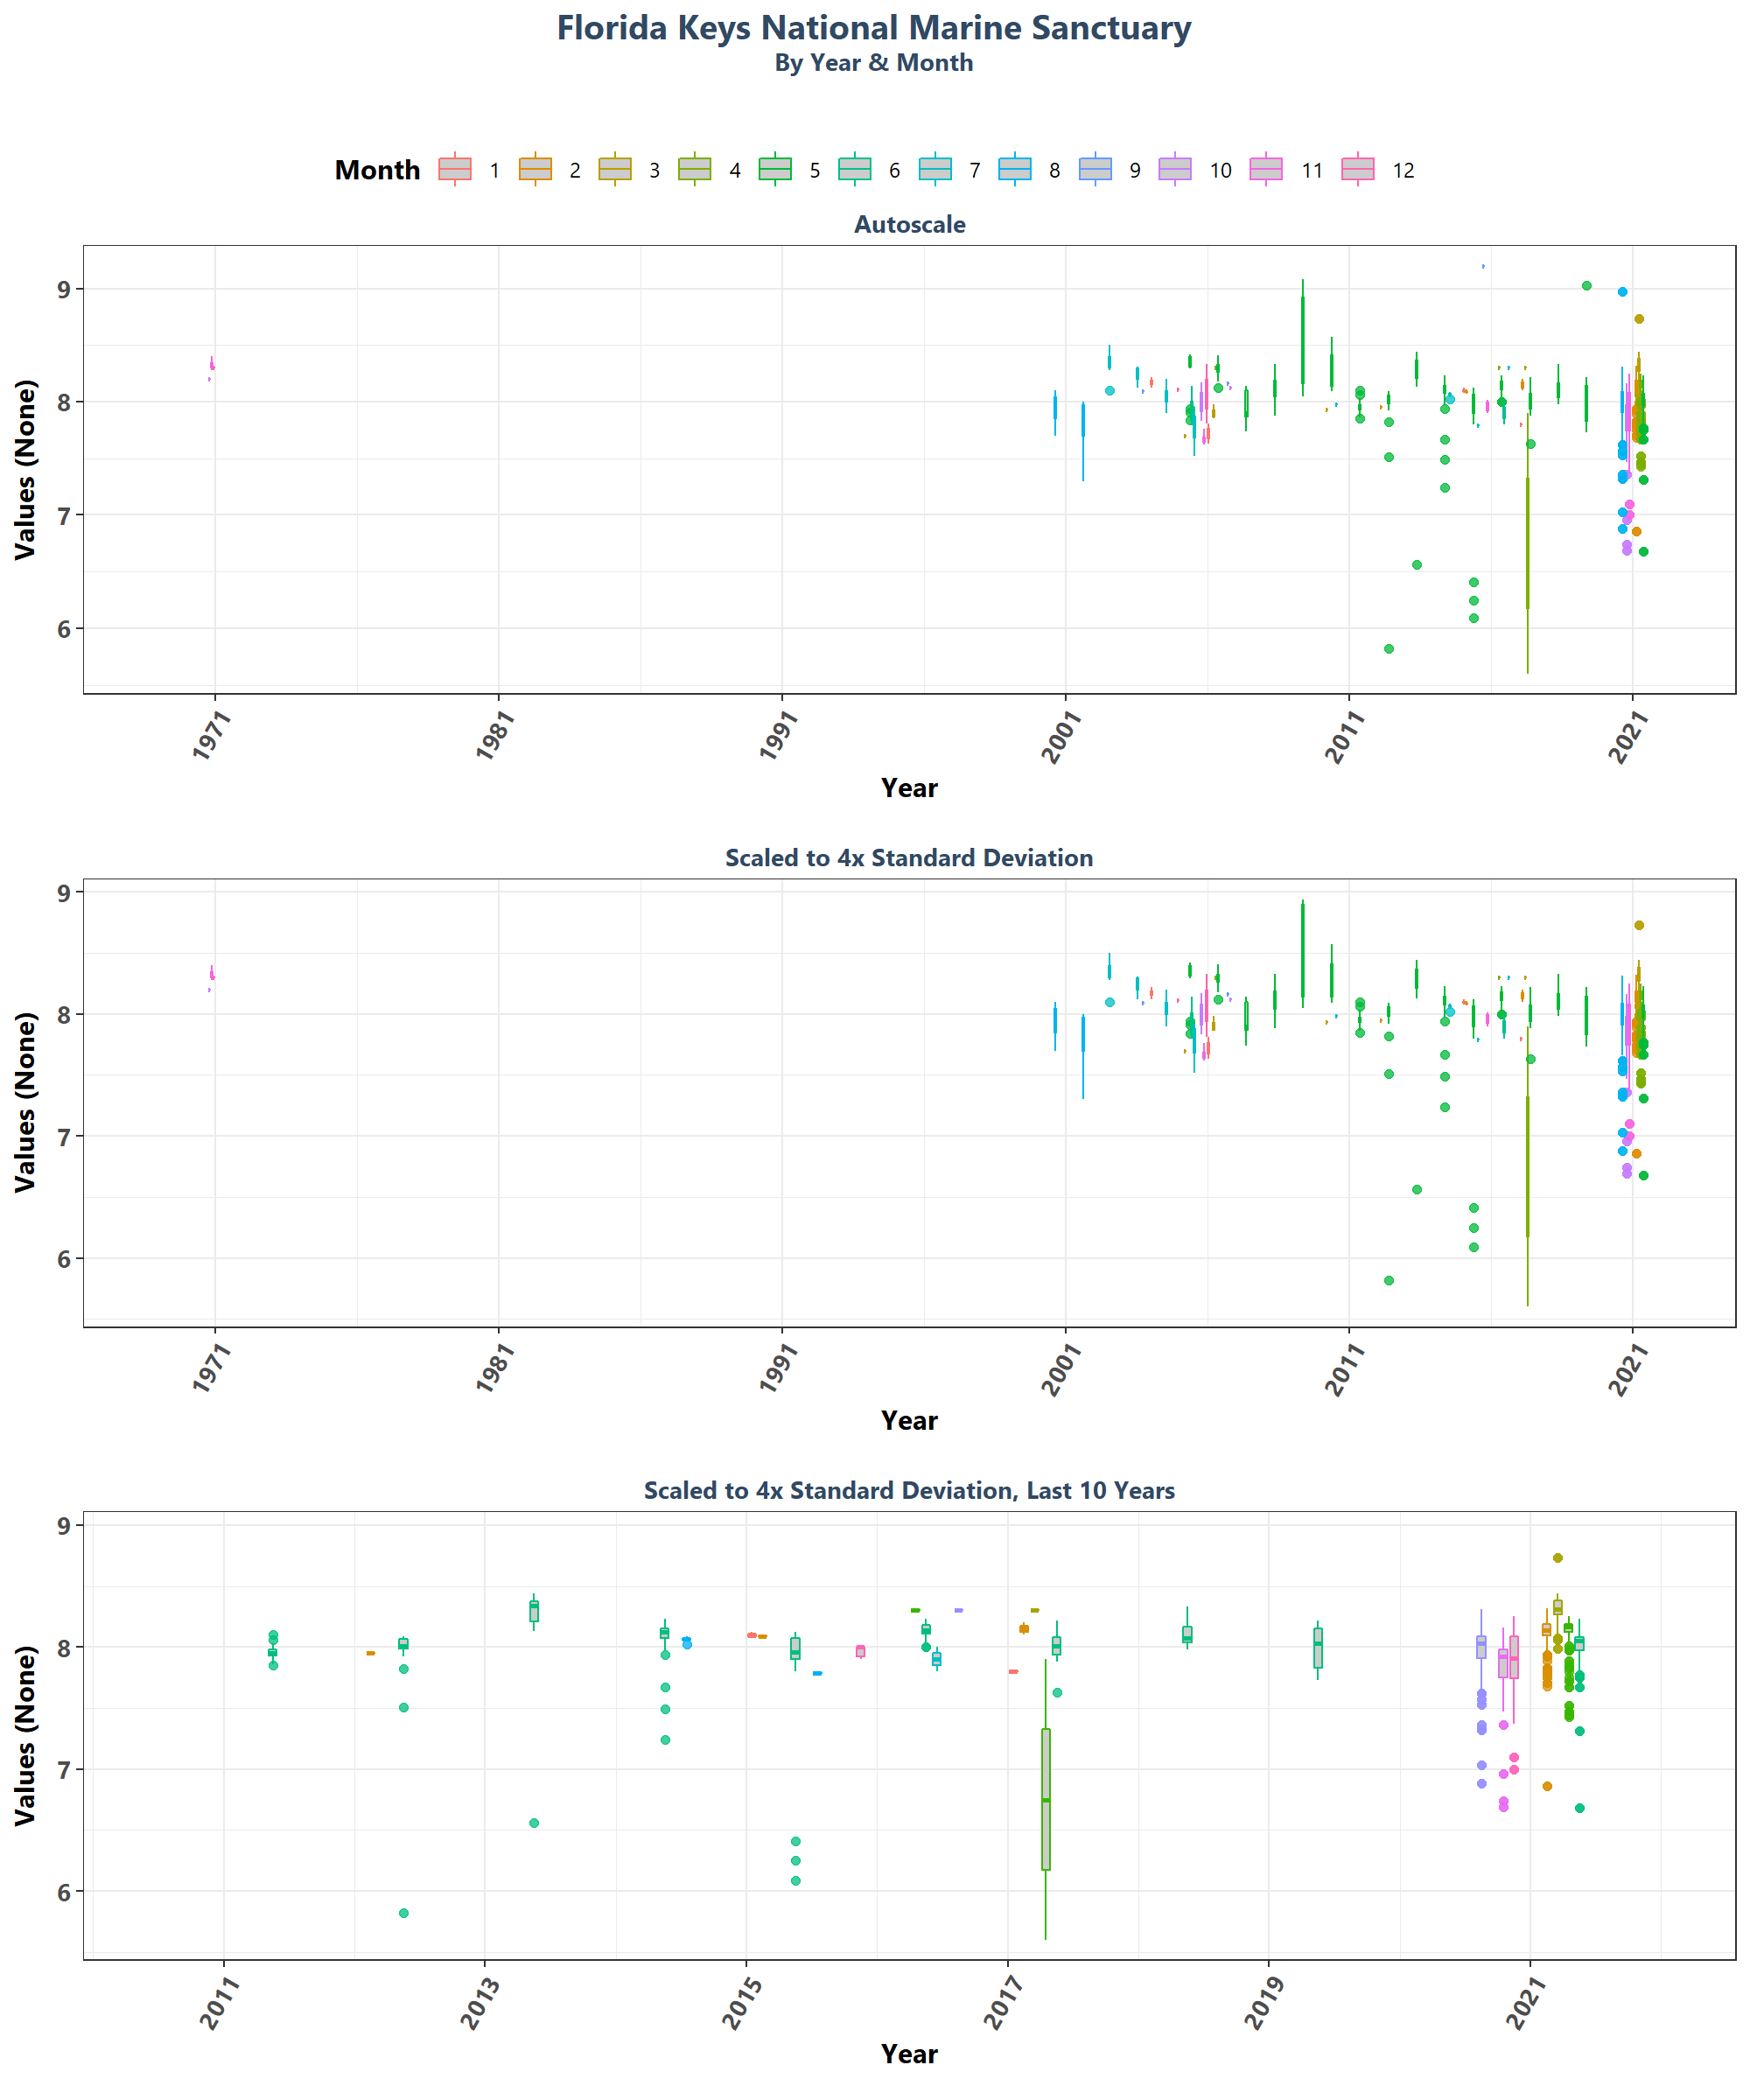 Florida Keys National Marine Sanctuary
By Year & Month
Month 1 2 3 4 5 6 7 8 9 10 11 12
Autoscale
Values (None)
9
8
7
6
1971 1981 1991 2001 2011 2021
Year
Scaled to 4x Standard Deviation
Values (None)
9
8
7
6
1971 1981 1991 2001 2011 2021
Year
Scaled to 4x Standard Deviation, Last 10 Years
Values (None)
9
8
7
6
2011 2013 2015 2017 2019 2021
Year